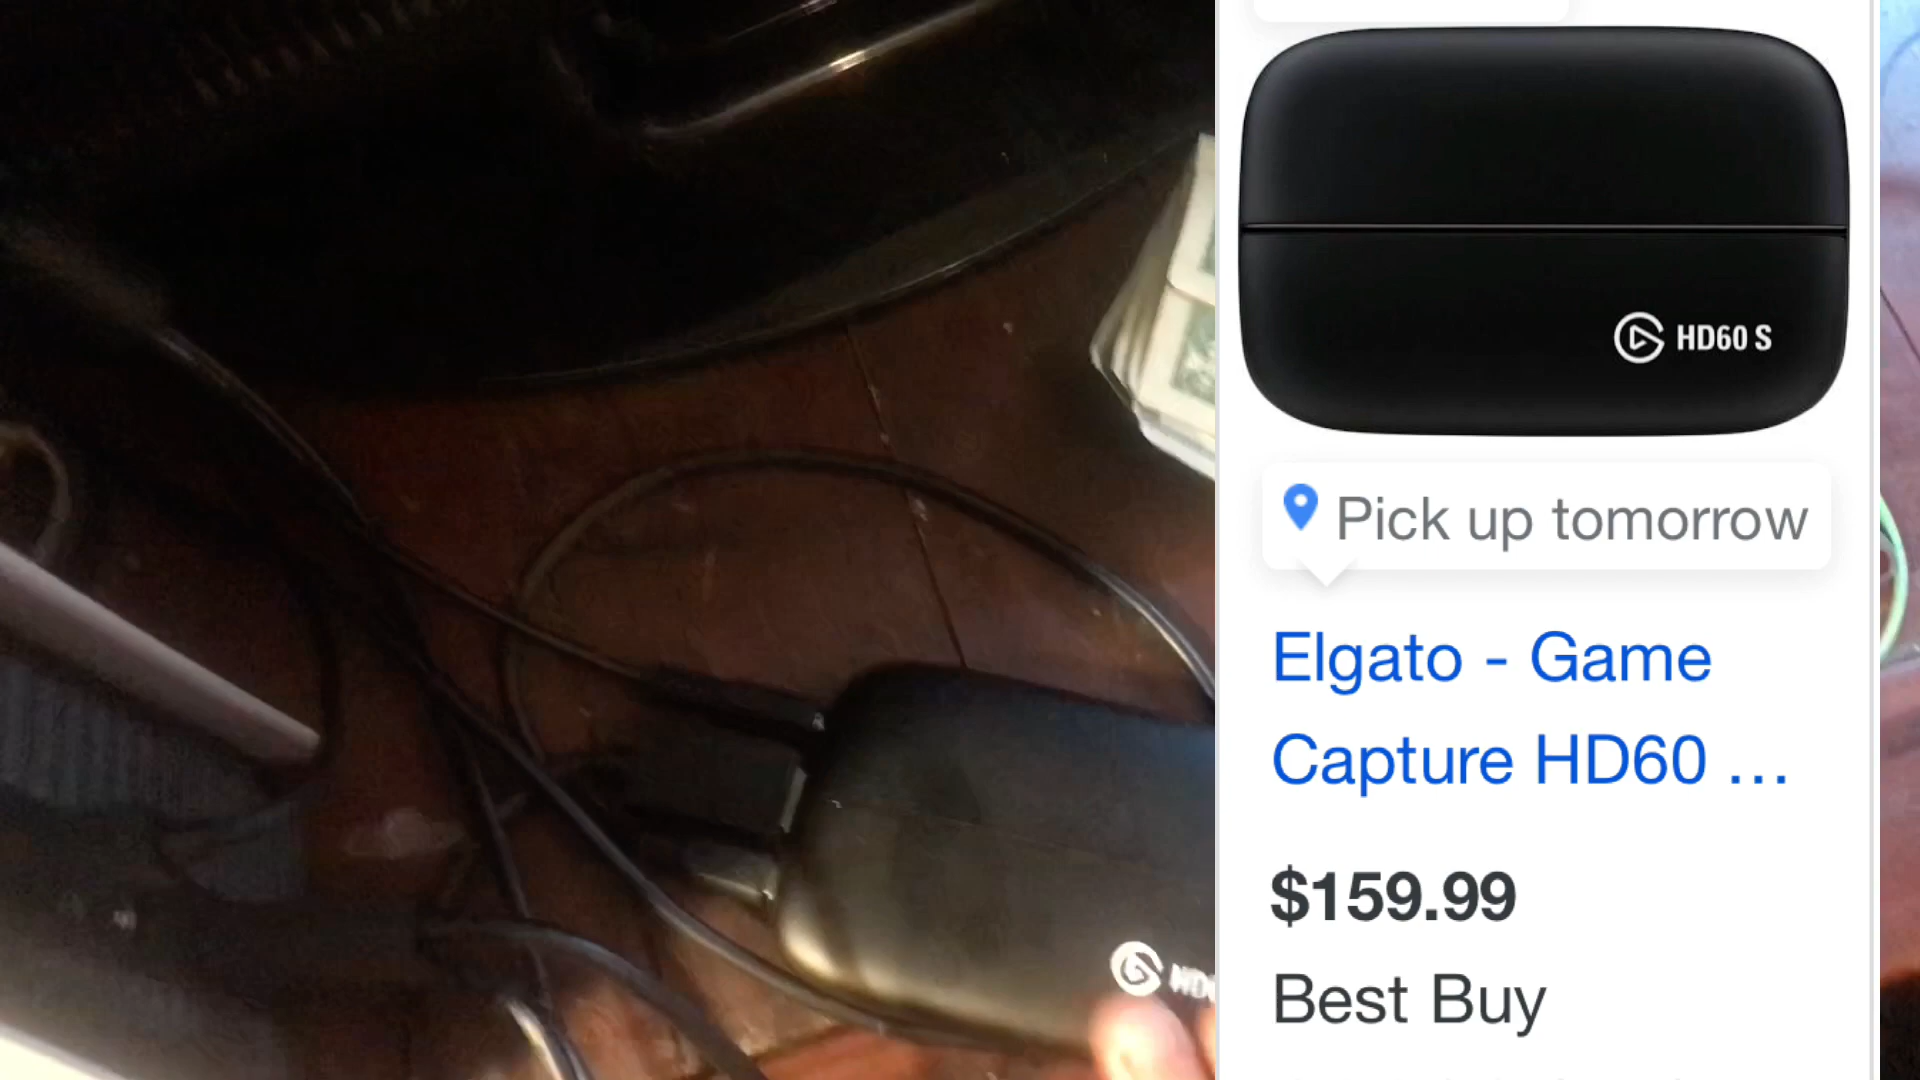 HD60 S
Pick up tomorrow
Elgato - Game
Capture HD60 ...
$159.99
Best Buy